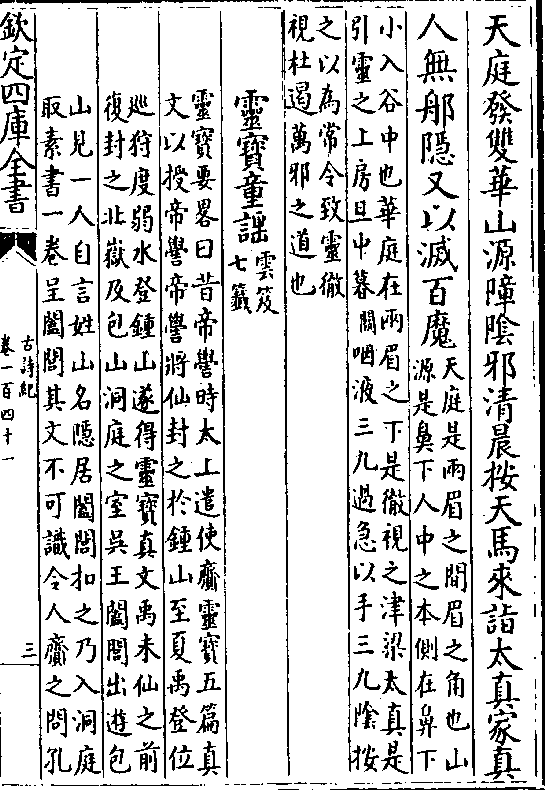 天庭發雙華山源障陰邪清晨按天馬來詣太真家真
人無那隱又以滅百魔天庭是兩眉之間眉之角也山
源是鼻下人中之本側在鼻下
小入谷中也華庭在兩眉之下是徹視之津梁太真是
引靈之上房旦中暮閒咽液三九過急以手三九陰按
之以為常令致靈徹
視杜遏萬邪之道也
靈寶童謡雲笈
七籤
靈寶要畧曰昔帝嚳時太上遣使齎靈寶五篇真
文以授帝嚳帝嚳將仙封之於鍾山至夏禹登位
巡狩度弱水登鍾山遂得靈寶真文禹未仙之前
復封之北嶽及包山洞庭之室吳王闔閭出遊包
山見一人自言姓山名隱居闔閭扣之乃入洞庭
取素書一卷呈闔閭其文不可識令人齎之問孔
欽定四庫全書
古詩紀
卷一百四十一
三